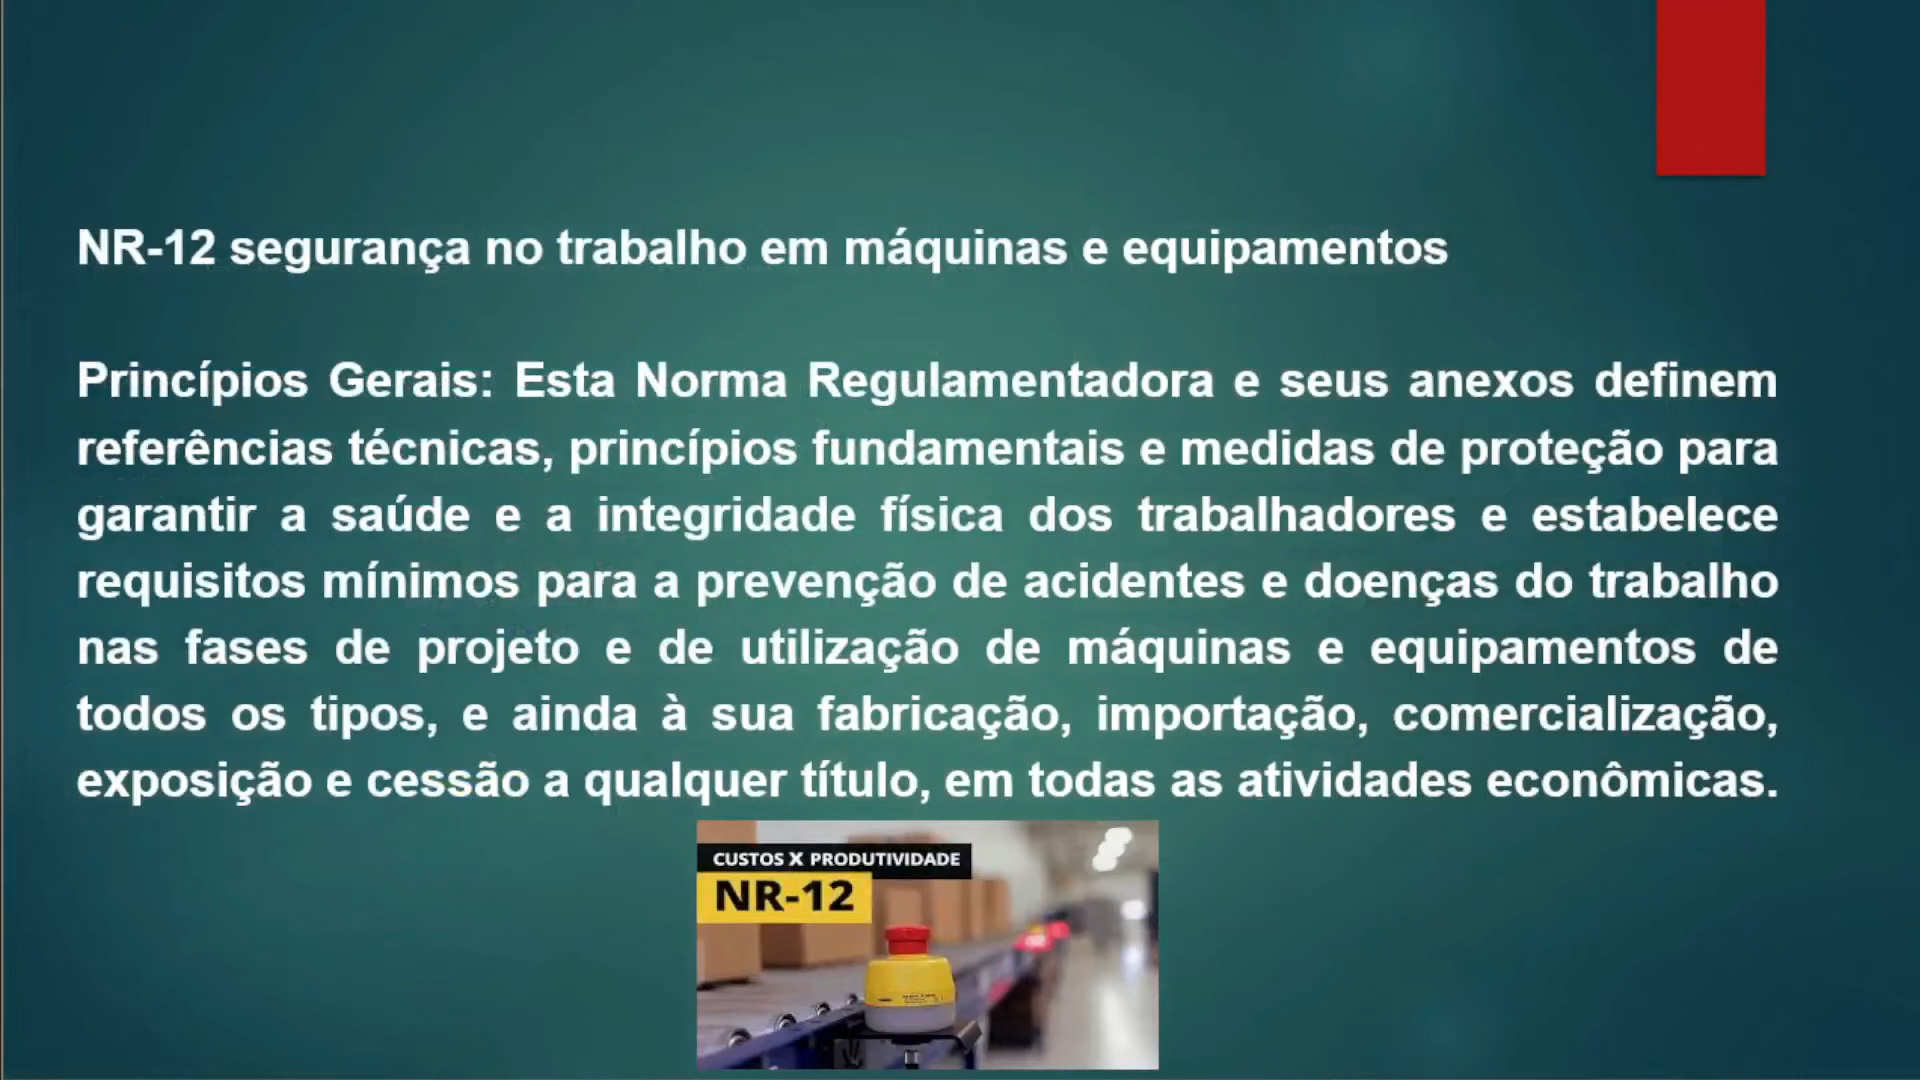 NR-12 segurança no trabalho em máquinas e equipamentos
Princípios Gerais: Esta Norma Regulamentadora e seus anexos definem
referências técnicas, princípios fundamentais e medidas de proteção para
garantir a saúde e a integridade física dos trabalhadores e estabelece
requisitos mínimos para a prevenção de acidentes e doenças do trabalho
nas fases de projeto e de utilização de máquinas e equipamentos de
todos os tipos, e ainda à sua fabricação, importação, comercialização,
exposição e cessão a qualquer título, em todas as atividades econômicas.
CUSTOS X PRODUTIVIDADE
NR-12